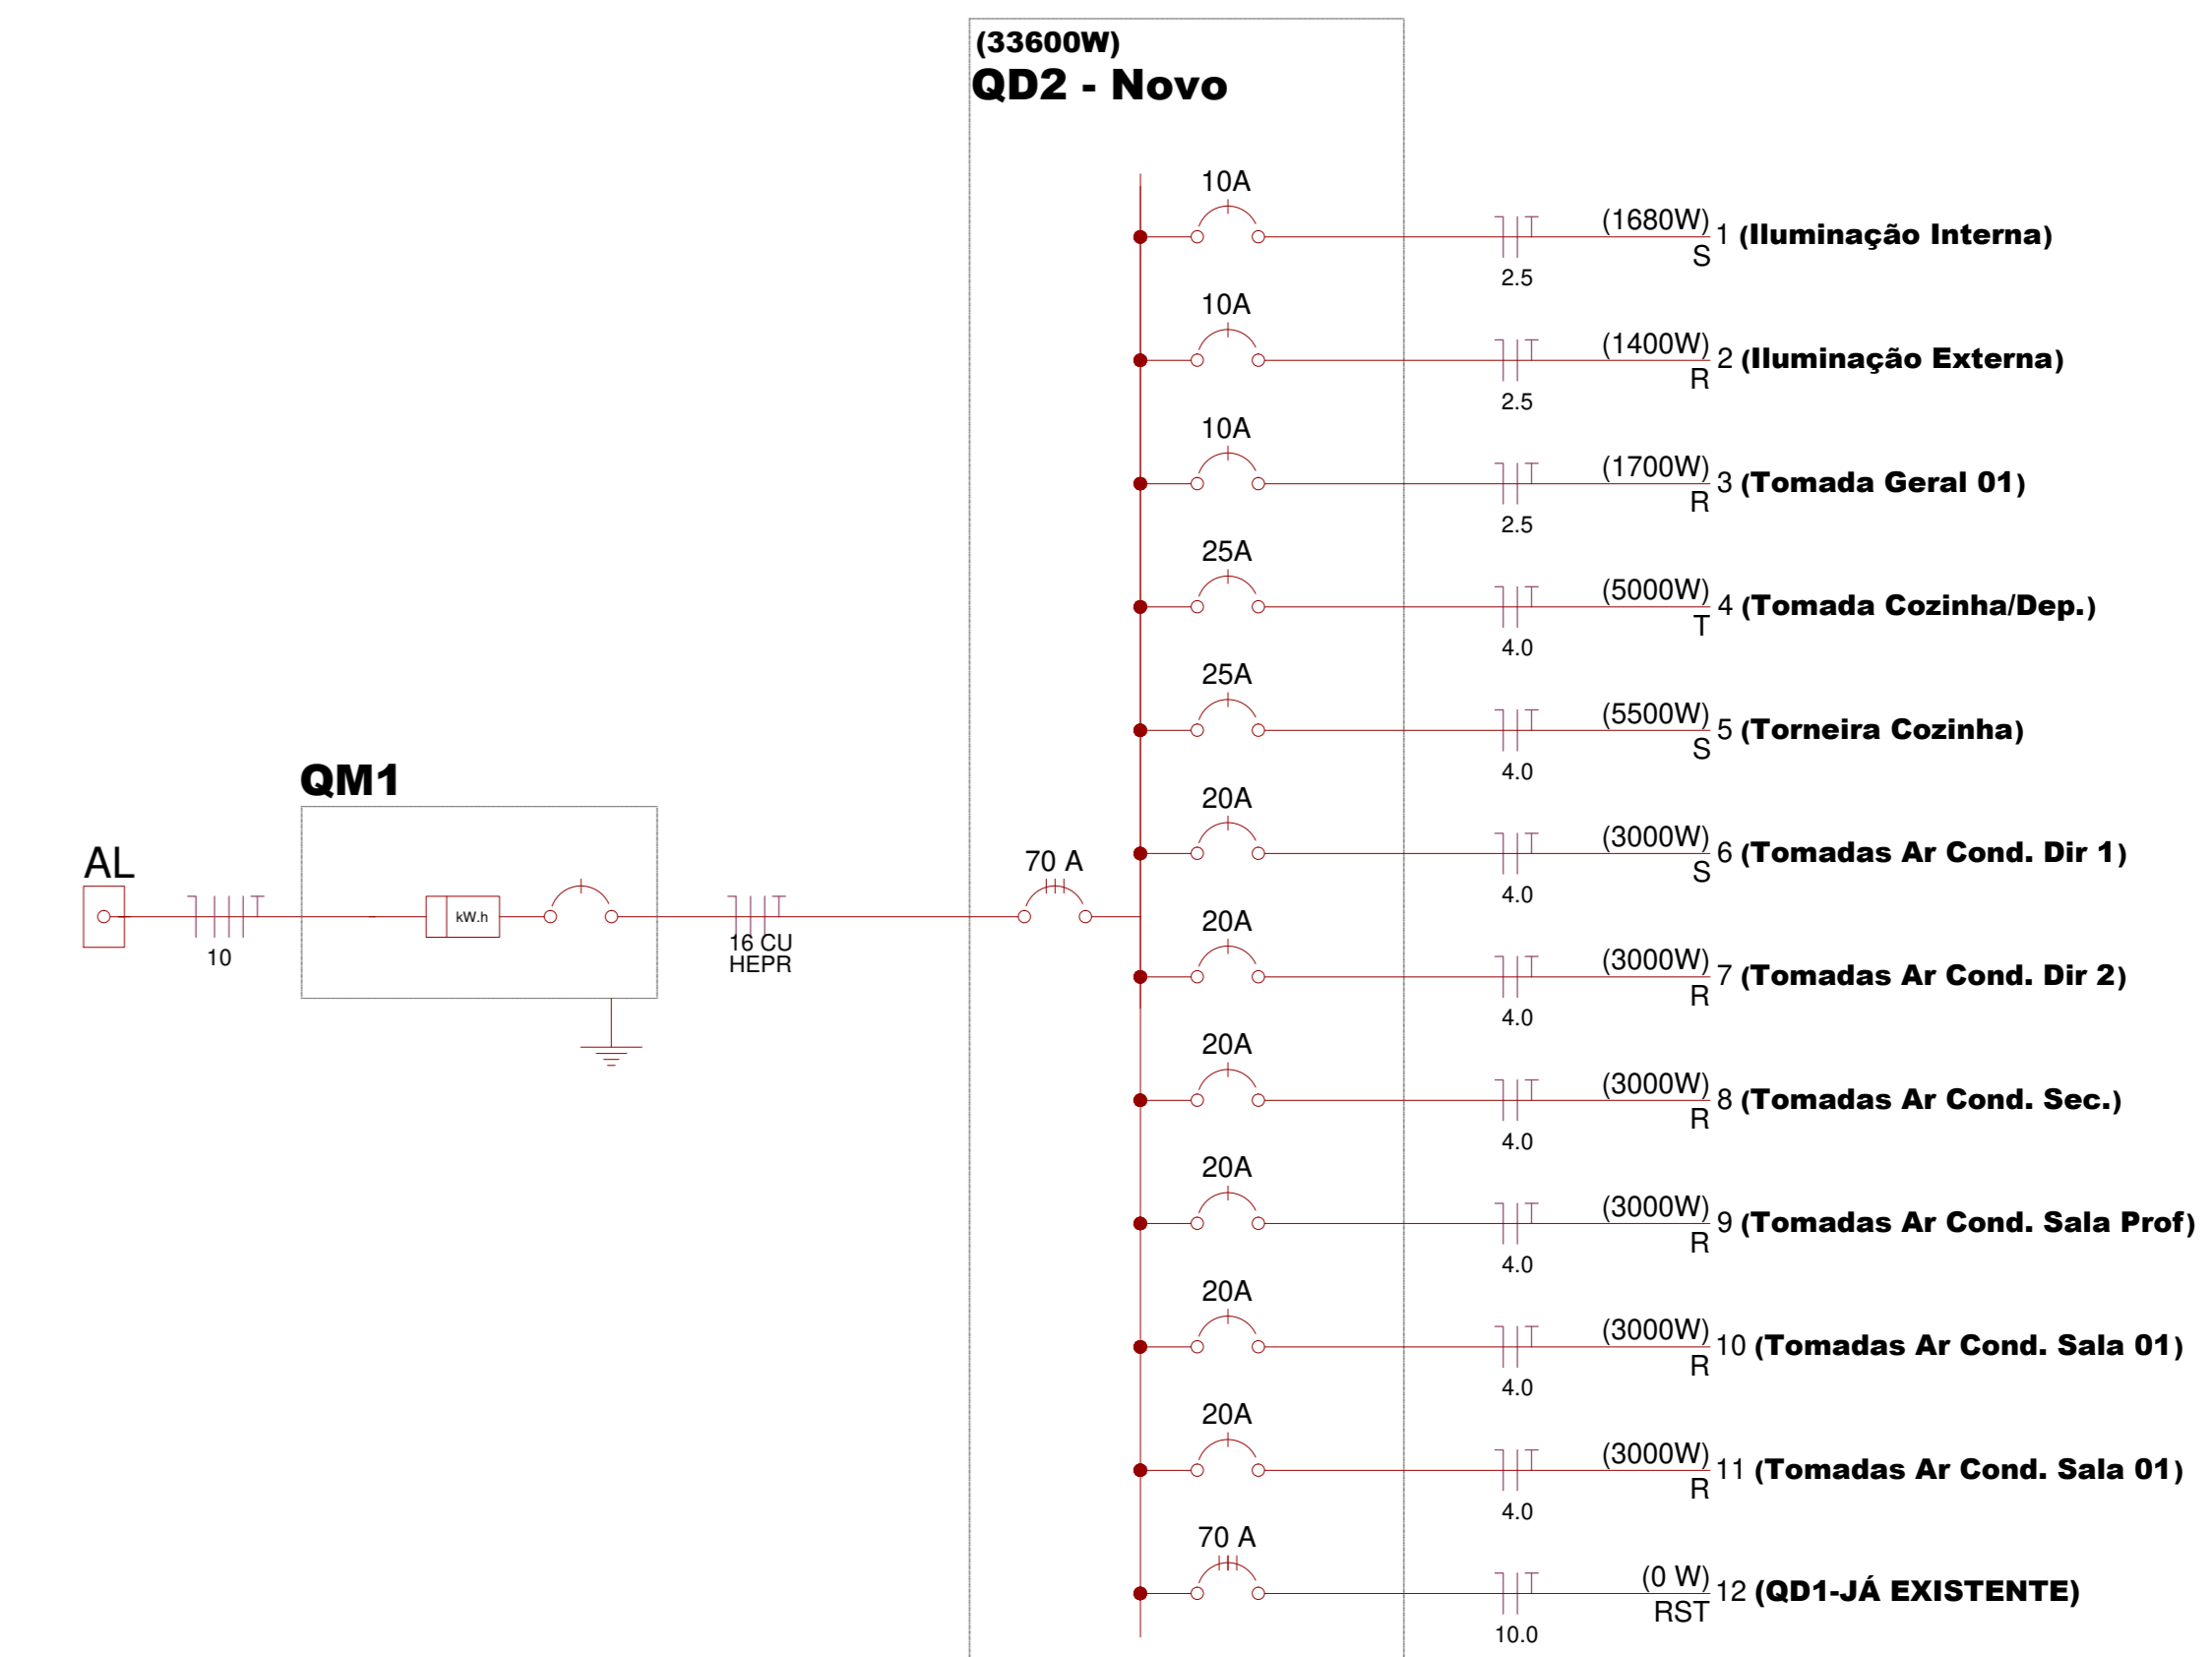 (33600W)
QD2 - Novo
10A
(1680W)
1 (Iluminação Interna)
S
2.5
10A
(1400W)
2 (Iluminação Externa)
R
2.5
10A
(1700W)
3 (Tomada Geral 01)
R
2.5
25A
(5000W)
4 (Tomada Cozinha/Dep.)
T
4.0
25A
(5500W)
5 (Torneira Cozinha)
S
4.0
QM1
AL
10
kW.h
16 CU
HEPR
70 A
20A
(3000W)
6 (Tomadas Ar Cond. Dir 1)
S
4.0
20A
(3000W)
7 (Tomadas Ar Cond. Dir 2)
R
4.0
20A
(3000W)
8 (Tomadas Ar Cond. Sec.)
R
4.0
20A
(3000W)
9 (Tomadas Ar Cond. Sala Prof)
R
4.0
20A
(3000W)
10 (Tomadas Ar Cond. Sala 01)
R
4.0
20A
(3000W)
11 (Tomadas Ar Cond. Sala 01)
R
4.0
70 A
(0 W)
12 (QD1-JÁ EXISTENTE)
RST
10.0